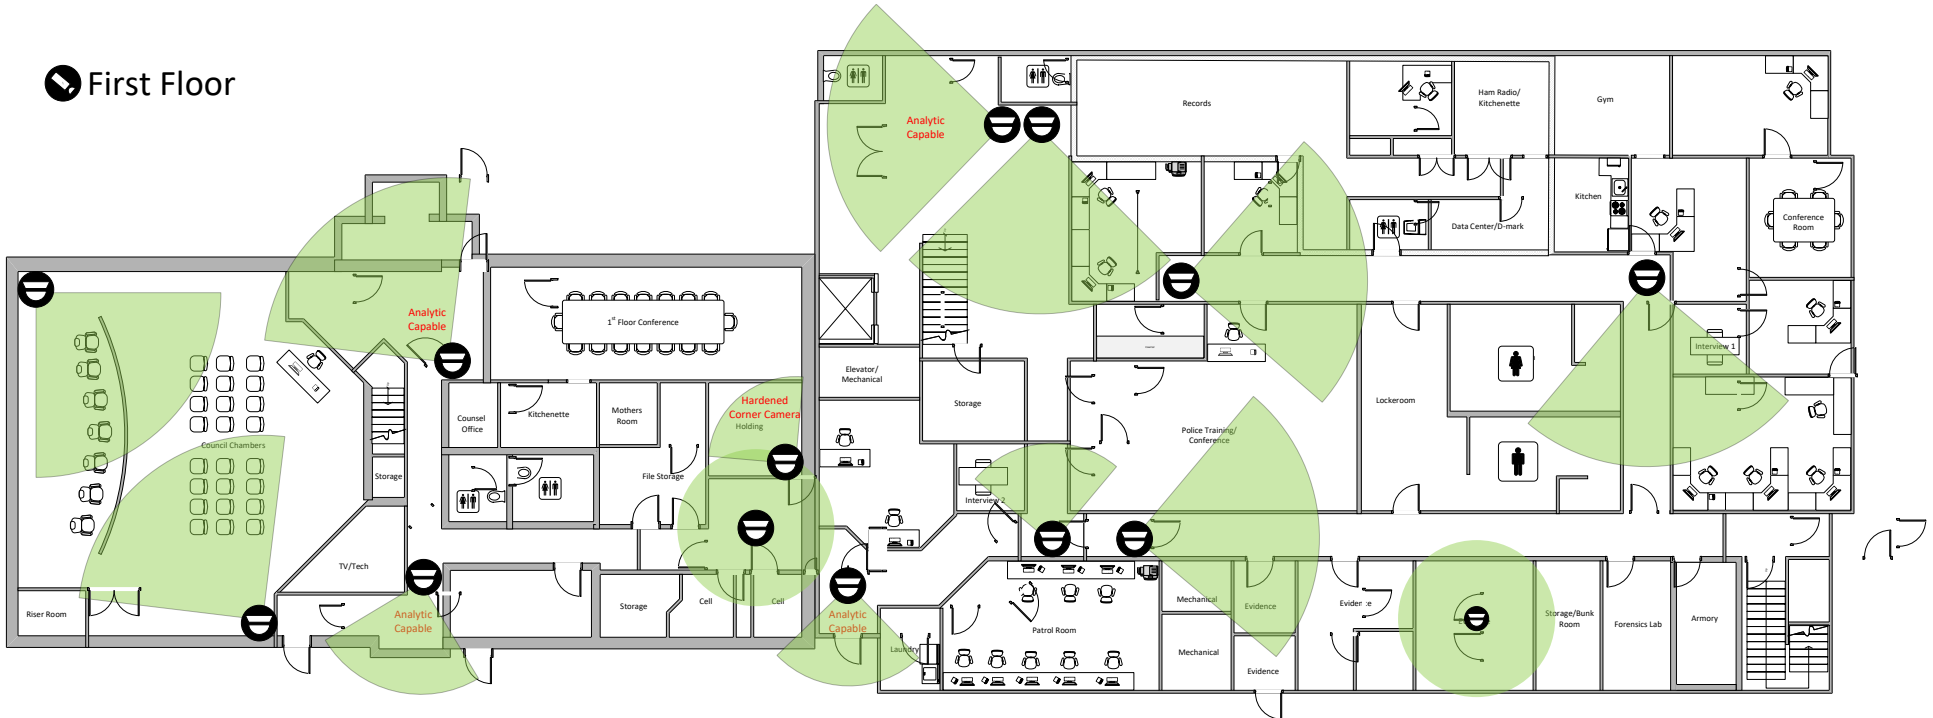 First Floor
Analytic
Capable
Records
Ham Radio/
Kitchenette
Gym
Kitchen
Data Center/D-mark
Conference
Room
Analytic
Capable
1st Floor Conference
Interview 1
Elevator/
Mechanical
Storage
Lockeroom
Police Training/
Conference
Counsel
Office
Kitchenette
Mothers
Room
Hardened
Corner Camera
Holding
Council Chambers
Storage
File Storage
Interview 2
TV/Tech
Riser Room
Analytic
Capable
Storage
Cell
Cell
Analytic
Capable
Laundry
Patrol Room
Mechanical
Mechanical
Evidence
Evidence
Evidence
Storage/Bunk
Room
Forensics Lab
Armory